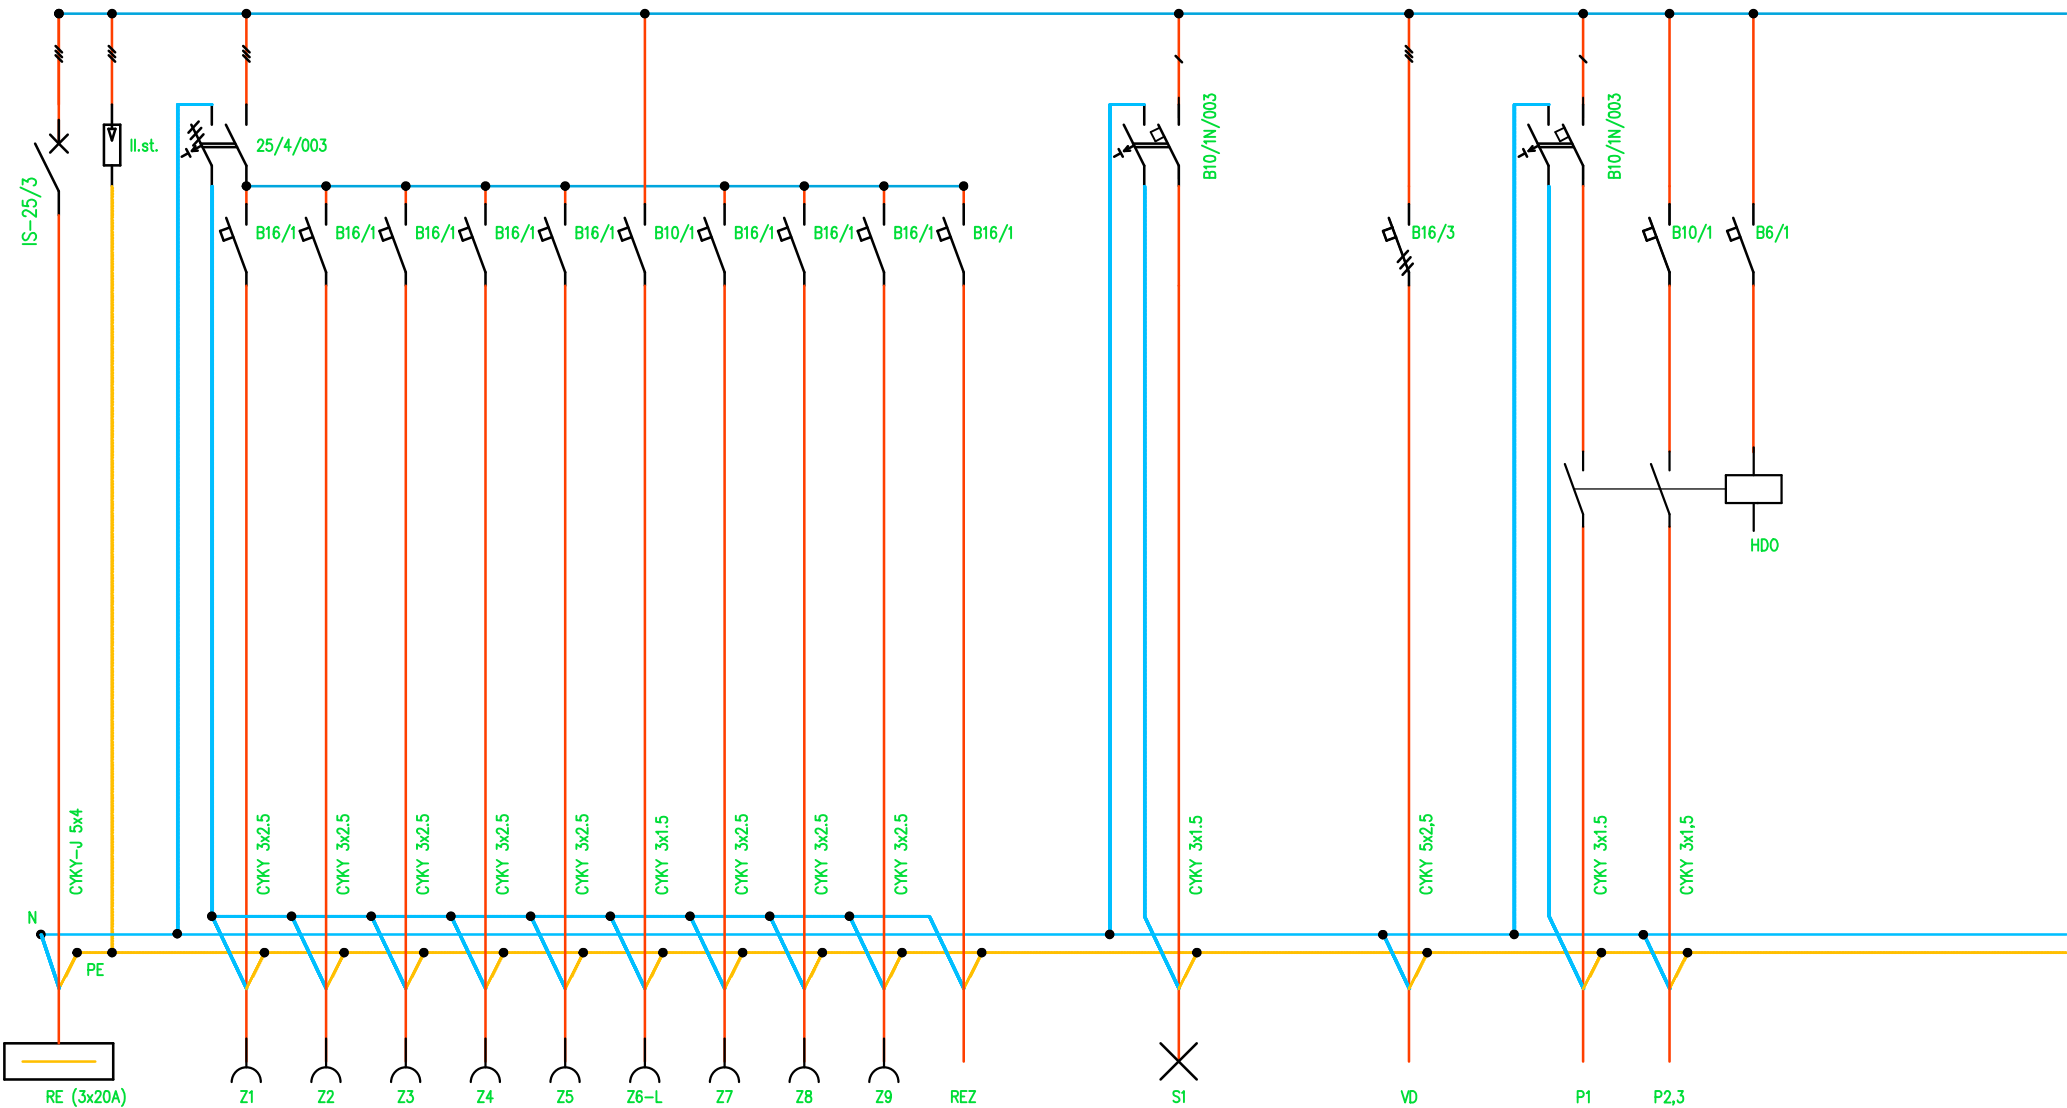 B10/1N/003
B10/1N/003
II.st.
25/4/003
IS-25/3
B16/1
B16/1
B16/1
B16/1
B16/1
B10/1
B16/1
B16/1
B16/1
B16/1
B16/3
B10/1
B6/1
HDO
CYKY-J 5x4
CYKY 3x2.5
CYKY 3x2.5
CYKY 3x2.5
CYKY 3x2.5
CYKY 3x2.5
CYKY 3x1.5
CYKY 3x2.5
CYKY 3x2.5
CYKY 3x2.5
CYKY 3x1.5
CYKY 5x2,5
CYKY 3x1.5
CYKY 3x1,5
N
PE
RE (3x20A)
Z1
Z2
Z3
Z4
Z5
Z6-L
Z7
Z8
Z9
REZ
S1
VD
P1
P2,3